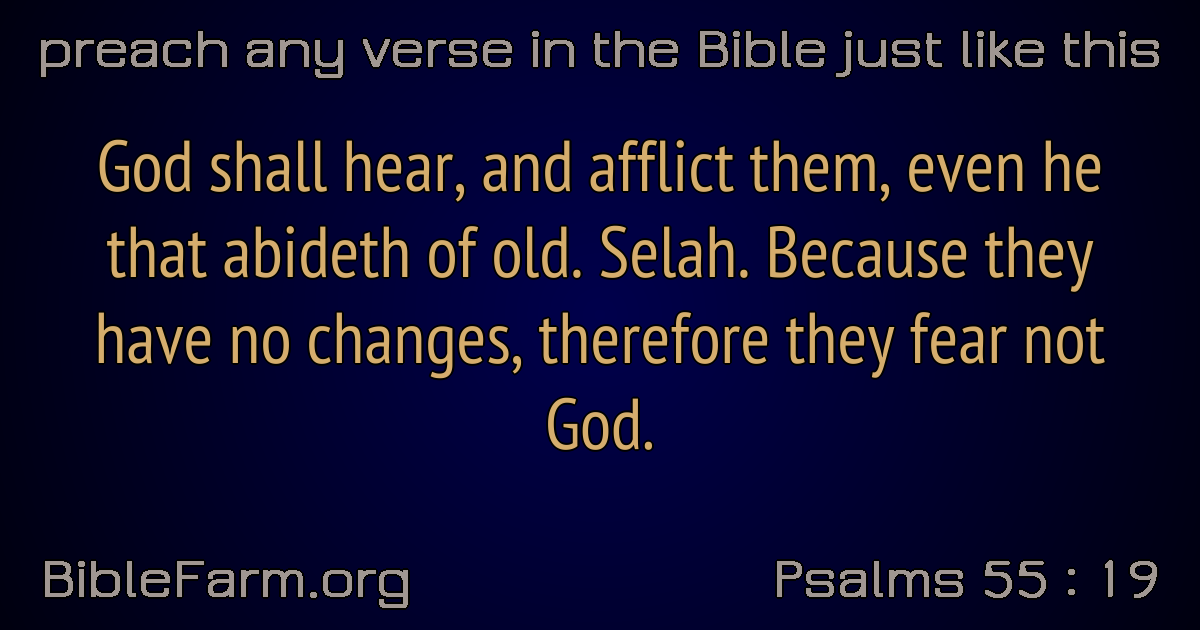 preach any verse in the Bible just like this
God shall hear, and afflict them, even he
that abideth of old. Selah. Because they
have no changes, therefore they fear not
God.
BibleFarm.org
Psalms 55 : 19